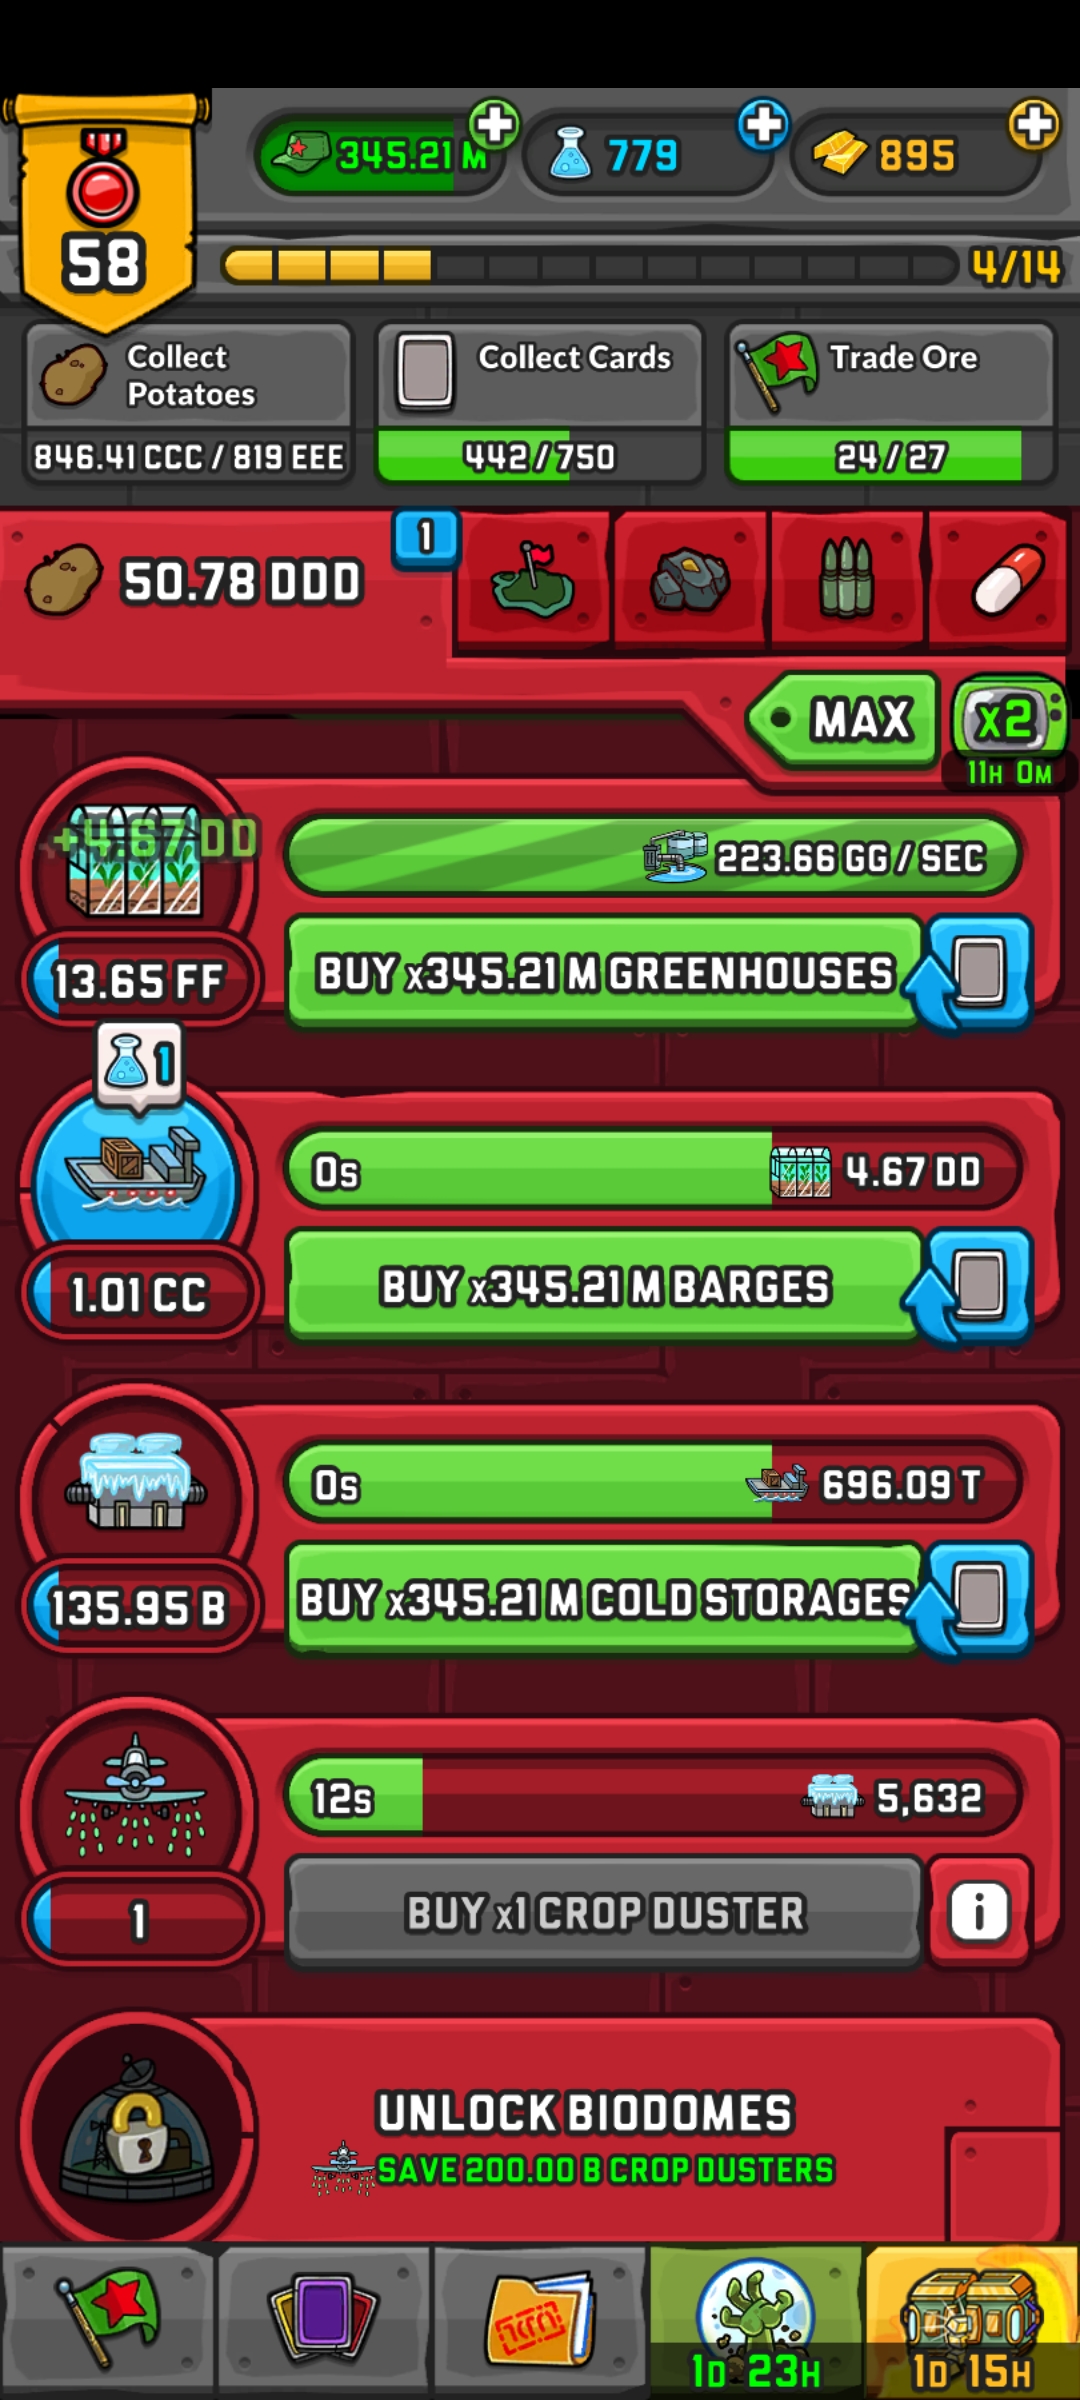 345.21 M
779
895
58
4/14
Collect Potatoes
Collect Cards
Trade Ore
846.41 CCC / 819 EEE
442/750
24/27
50.78 DDD
1
MAX
x2
11H 0M
+4.67 DD
223.66 GG / SEC
13.65 FF
BUY x345.21 M GREENHOUSES
1
0s
4.67 DD
1.01 CC
BUY x345.21 M BARGES
0s
696.09 T
135.95 B
BUY x345.21 M COLD STORAGES
12s
5,632
1
BUY x1 CROP DUSTER
i
UNLOCK BIODOMES
SAVE 200.00 B CROP DUSTERS
1D 23H
1D 15H